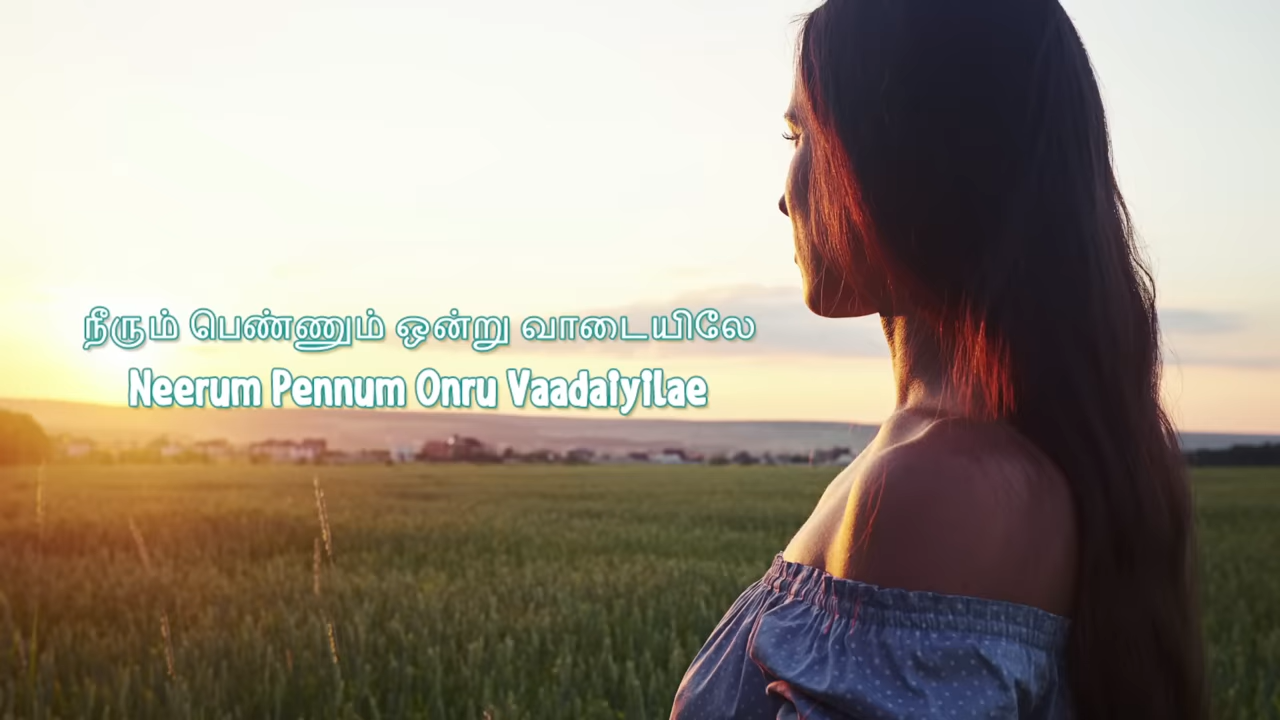 நீரும் பெண்ணும் ஒன்று வாடையிலே
Neerum Pennum Onru Vaadaiyilae